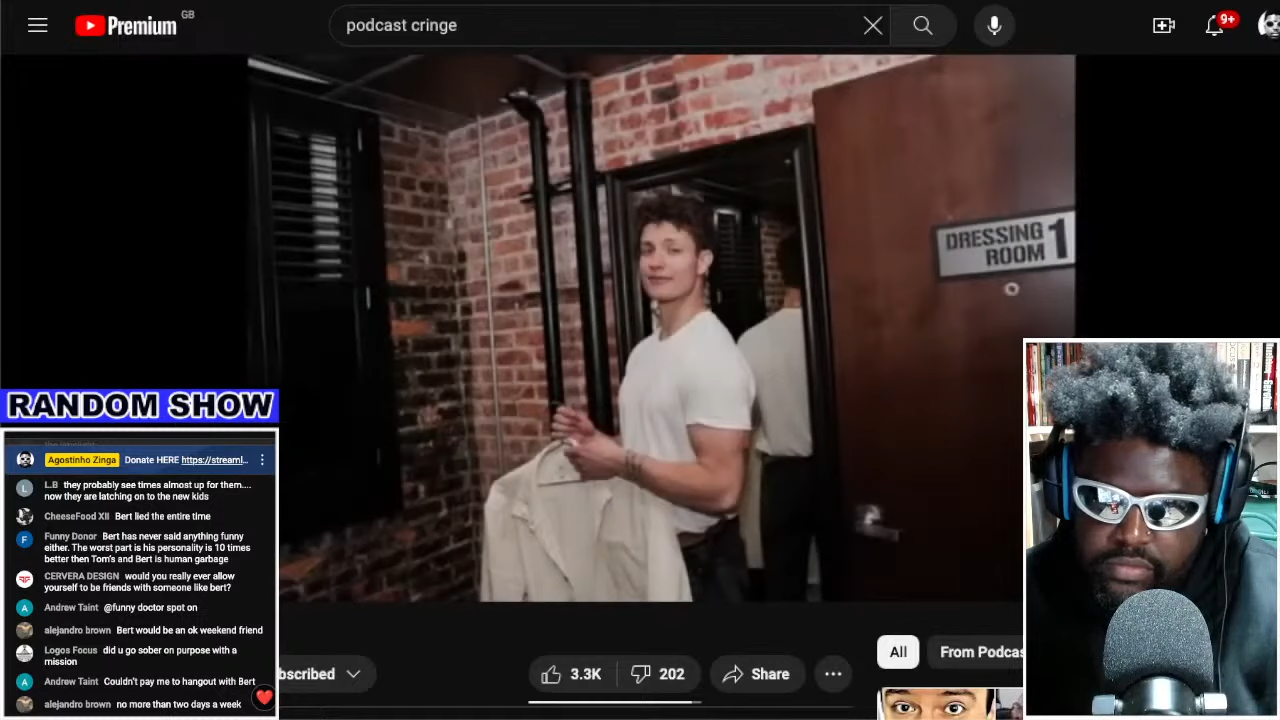 Premium GB
podcast cringe
9+
DRESSING
ROOM 1
RANDOM SHOW
Agostinho Zinga Donate HERE https://streaml...
L.B they probably see times almost up for them....
now they are latching on to the new kids
CheeseFood XII Bert lied the entire time
Funny Donor Bert has never said anything funny
either. The worst part is his personality is 10 times
better then Tom's and Bert is human garbage
CERVERA DESIGN would you really ever allow
yourself to be friends with someone like bert?
Andrew Taint @funny doctor spot on
alejandro brown Bert would be an ok weekend friend
Logos Focus did u go sober on purpose with a
mission
Andrew Taint Couldn't pay me to hangout with Bert
alejandro brown no more than two days a week
bscribed
3.3K
202
Share
All
From Podcas